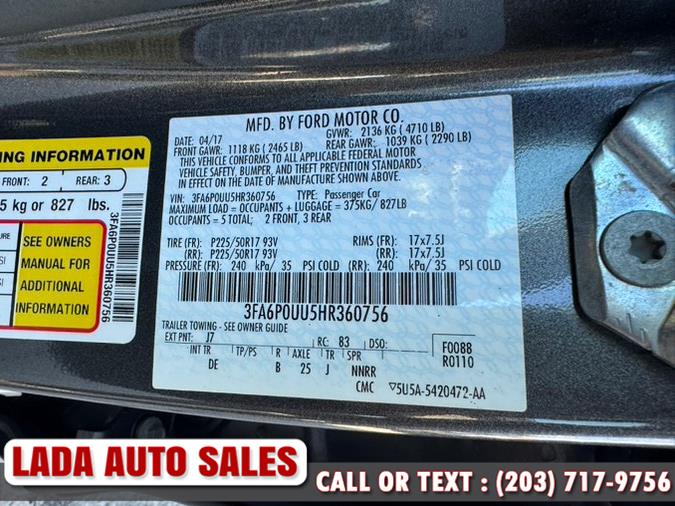 NG INFORMATION
FRONT: 2 REAR: 3
5 kg or 827 lbs.
SEE OWNERS
MANUAL FOR
ADDITIONAL
INFORMATION
3FA6P0UU5HR360756
MFD. BY FORD MOTOR CO.
DATE: 04/17 GVWR: 2136 KG ( 4710 LB)
FRONT GAWR: 1118 KG ( 2465 LB) REAR GAWR: 1039 KG ( 2290 LB)
THIS VEHICLE CONFORMS TO ALL APPLICABLE FEDERAL MOTOR
VEHICLE SAFETY, BUMPER, AND THEFT PREVENTION STANDARDS
IN EFFECT ON THE DATE OF MANUFACTURE SHOWN ABOVE.
VIN: 3FA6P0UU5HR360756 TYPE: Passenger Car
MAXIMUM LOAD = OCCUPANTS + LUGGAGE = 375KG/ 827LB
OCCUPANTS = 5 TOTAL; 2 FRONT, 3 REAR
TIRE (FR): P225/50R17 93V RIMS (FR): 17x7.5J
(RR): P225/50R17 93V (RR): 17x7.5J
PRESSURE (FR): 240 kPa/ 35 PSI COLD (RR): 240 kPa/ 35 PSI COLD
3FA6P0UU5HR360756
TRAILER TOWING - SEE OWNER GUIDE
EXT PNT: J7 RC: 83 DSO: F0088
INT TR TP/PS R AXLE TR SPR R0110
DE B 25 J NNRR
CMC ▽5U5A-5420472-AA
LADA AUTO SALES
CALL OR TEXT : (203) 717-9756